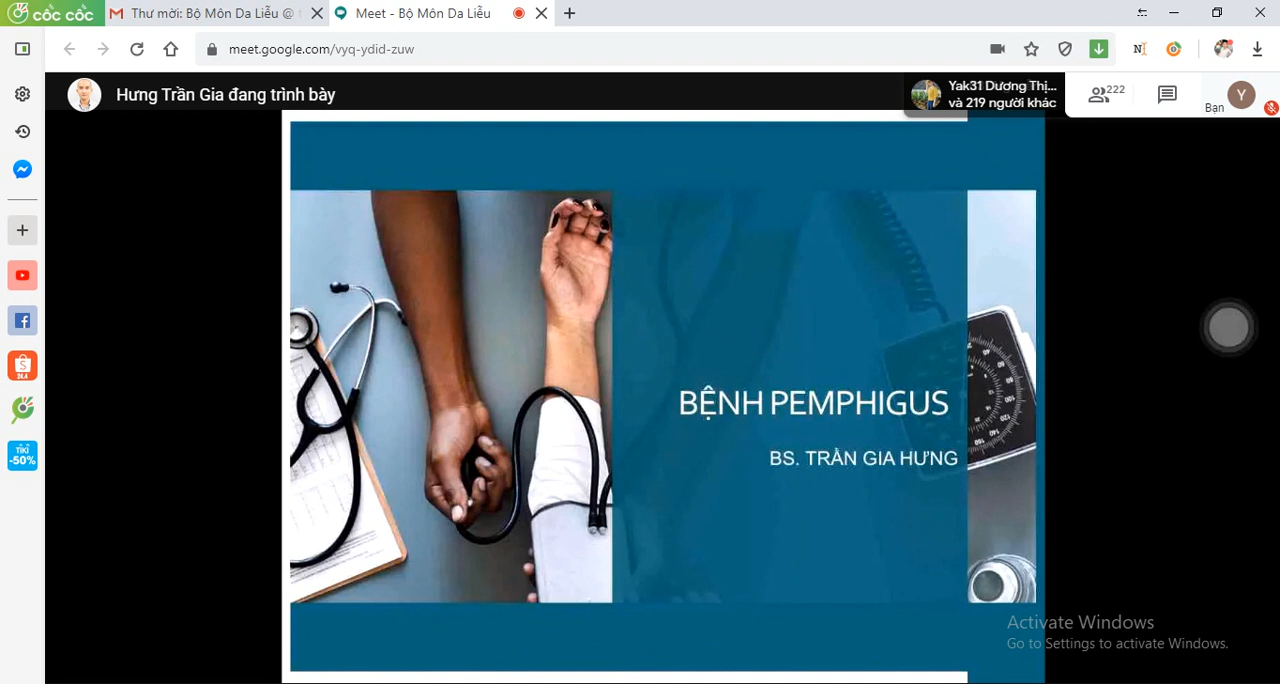 cốc cốc
Thư mời: Bộ Môn Da Liễu @
Meet - Bộ Môn Da Liễu
meet.google.com/vyq-ydid-zuw
Hưng Trần Gia đang trình bày
Yak31 Dương Thị...
và 219 người khác
222
Bạn
Y
BỆNH PEMPHIGUS
BS. TRẦN GIA HƯNG
TIKI
-50%
Activate Windows
Go to Settings to activate Windows.